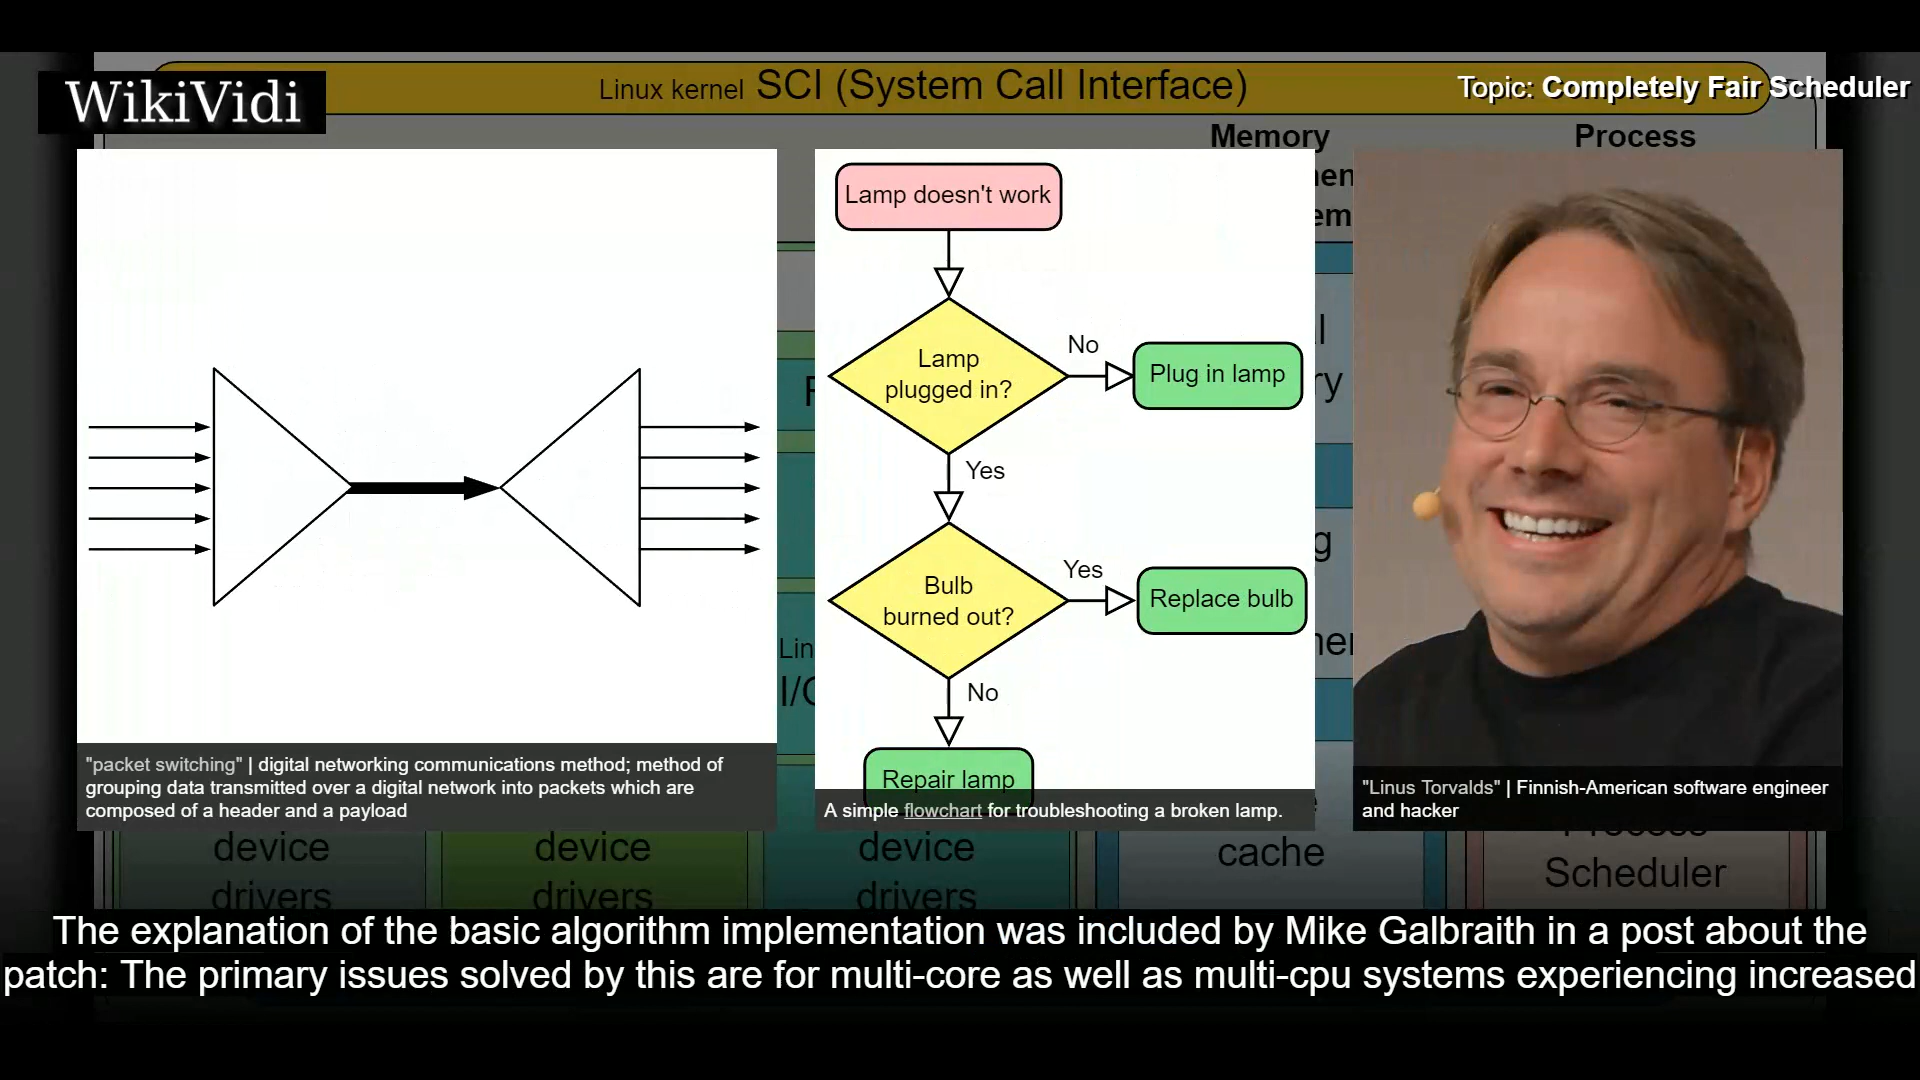 Linux kernel SCI (System Call Interface)
WikiVidi
Topic: Completely Fair Scheduler
Memory
Process
Lamp doesn't work
Lamp
plugged in?
No
Plug in lamp
Yes
Bulb
burned out?
Yes
Replace bulb
No
Repair lamp
"packet switching" | digital networking communications method; method of
grouping data transmitted over a digital network into packets which are
composed of a header and a payload
A simple flowchart for troubleshooting a broken lamp.
"Linus Torvalds" | Finnish-American software engineer
and hacker
device
drivers
device
drivers
device
drivers
cache
Process
Scheduler
The explanation of the basic algorithm implementation was included by Mike Galbraith in a post about the
patch: The primary issues solved by this are for multi-core as well as multi-cpu systems experiencing increased